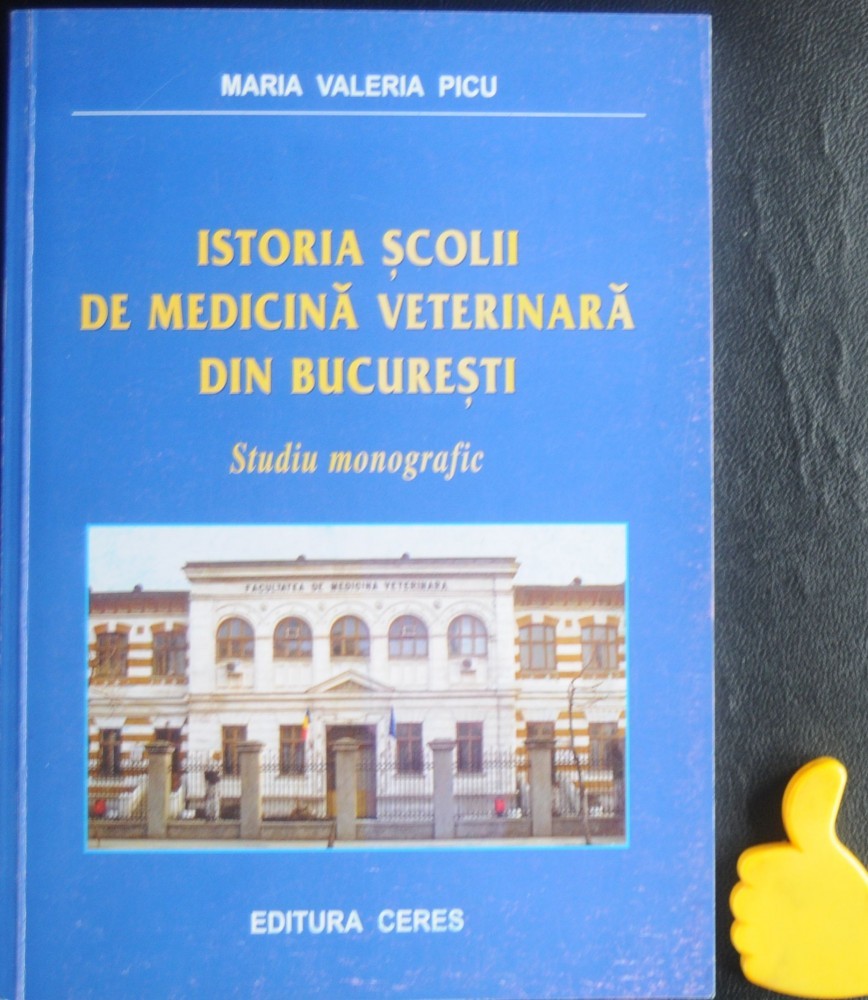 MARIA VALERIA PICU
ISTORIA ȘCOLII
DE MEDICINĂ VETERINARĂ
DIN BUCUREȘTI
Studiu monografic
FACULTATEA DE MEDICINA VETERINARA
EDITURA CERES